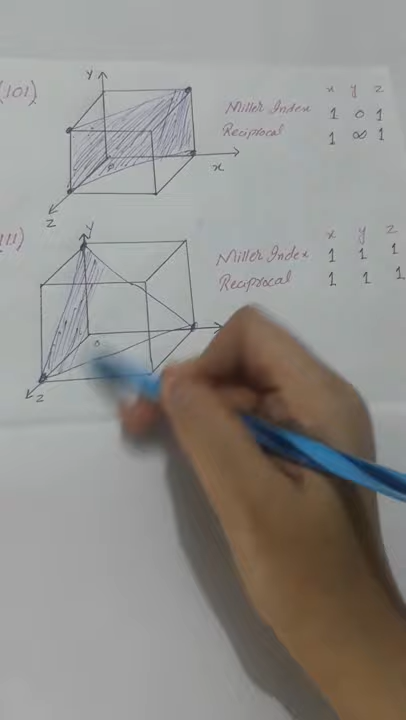 (101)
y
x y z
Miller Index 1 0 1
Reciprocal 1 ∞ 1
o
x
z
(111)
y
x y z
Miller Index 1 1 1
Reciprocal 1 1 1
o
z